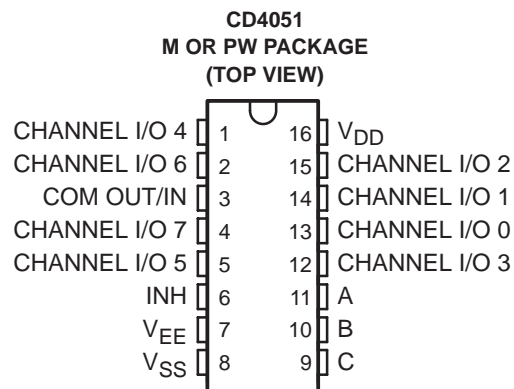 CD4051
M OR PW PACKAGE
(TOP VIEW)
CHANNEL I/O 4 1 16 VDD
CHANNEL I/O 6 2 15 CHANNEL I/O 2
COM OUT/IN 3 14 CHANNEL I/O 1
CHANNEL I/O 7 4 13 CHANNEL I/O 0
CHANNEL I/O 5 5 12 CHANNEL I/O 3
INH 6 11 A
VEE 7 10 B
VSS 8 9 C